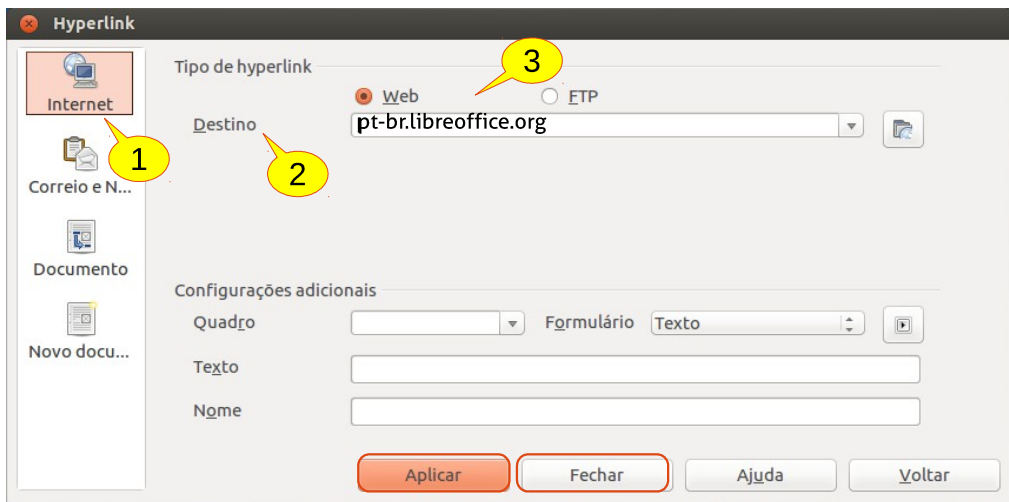 Hyperlink
Internet
1
Correio e N...
Documento
Novo docu...
Tipo de hyperlink
3
Web FTP
Destino pt-br.libreoffice.org
2
Configurações adicionais
Quadro Formulário Texto
Texto
Nome
Aplicar Fechar Ajuda Voltar